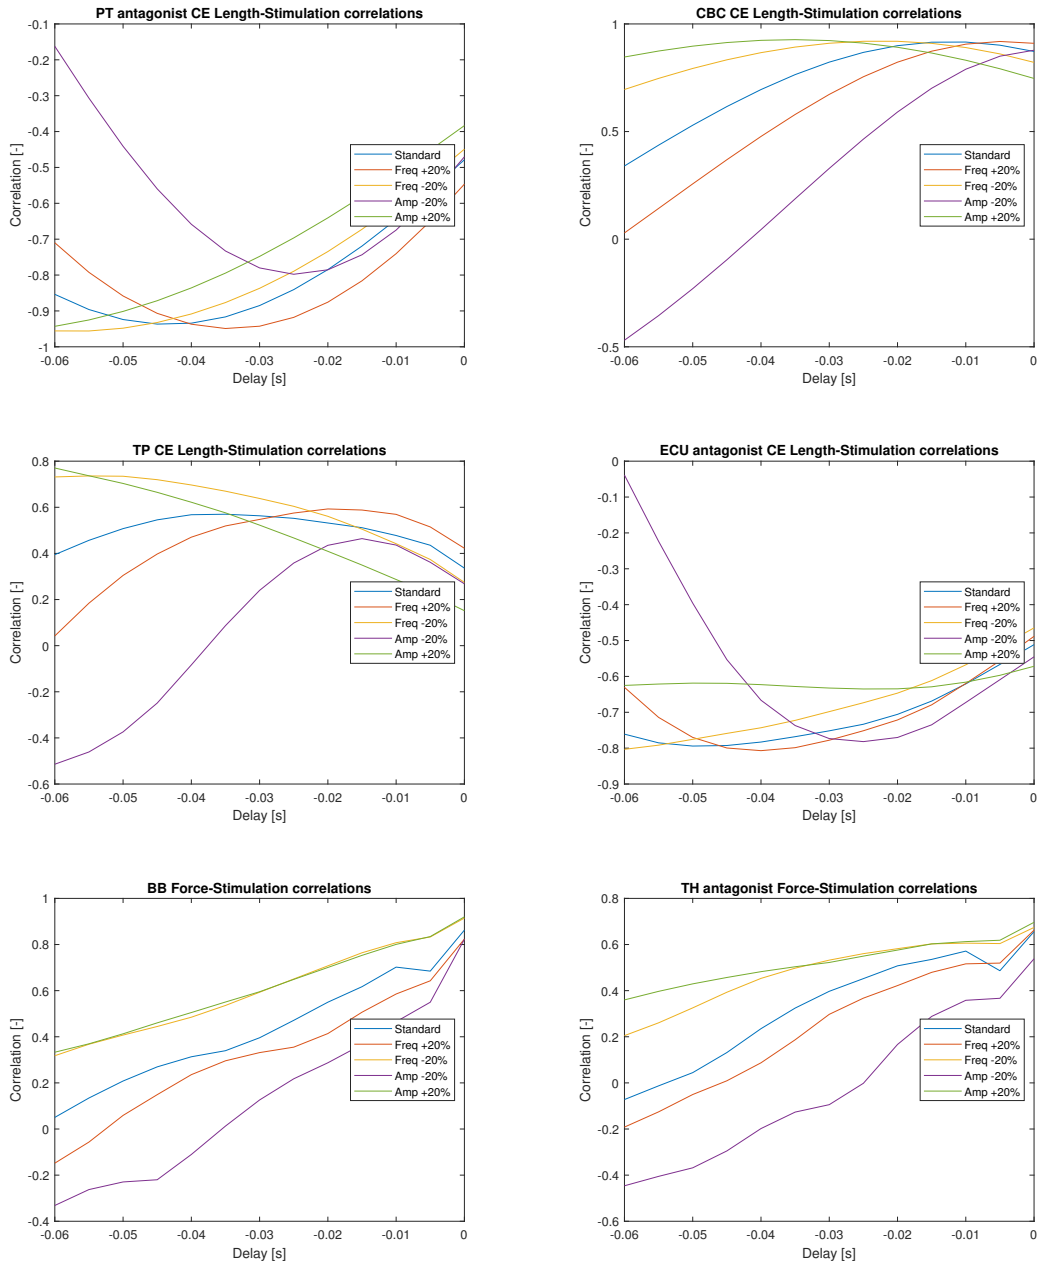 PT antagonist CE Length-Stimulation correlations
-0.1
-0.2
-0.3
-0.4
-0.5
-0.6
-0.7
-0.8
-0.9
-1
Correlation [-]
-0.06 -0.05 -0.04 -0.03 -0.02 -0.01 0
Delay [s]
Standard
Freq +20%
Freq -20%
Amp -20%
Amp +20%
CBC CE Length-Stimulation correlations
1
0.5
0
-0.5
Correlation [-]
-0.06 -0.05 -0.04 -0.03 -0.02 -0.01 0
Delay [s]
Standard
Freq +20%
Freq -20%
Amp -20%
Amp +20%
TP CE Length-Stimulation correlations
0.8
0.6
0.4
0.2
0
-0.2
-0.4
-0.6
Correlation [-]
-0.06 -0.05 -0.04 -0.03 -0.02 -0.01 0
Delay [s]
Standard
Freq +20%
Freq -20%
Amp -20%
Amp +20%
ECU antagonist CE Length-Stimulation correlations
0
-0.1
-0.2
-0.3
-0.4
-0.5
-0.6
-0.7
-0.8
-0.9
Correlation [-]
-0.06 -0.05 -0.04 -0.03 -0.02 -0.01 0
Delay [s]
Standard
Freq +20%
Freq -20%
Amp -20%
Amp +20%
BB Force-Stimulation correlations
1
0.8
0.6
0.4
0.2
0
-0.2
-0.4
Correlation [-]
-0.06 -0.05 -0.04 -0.03 -0.02 -0.01 0
Delay [s]
Standard
Freq +20%
Freq -20%
Amp -20%
Amp +20%
TH antagonist Force-Stimulation correlations
0.8
0.6
0.4
0.2
0
-0.2
-0.4
-0.6
Correlation [-]
-0.06 -0.05 -0.04 -0.03 -0.02 -0.01 0
Delay [s]
Standard
Freq +20%
Freq -20%
Amp -20%
Amp +20%